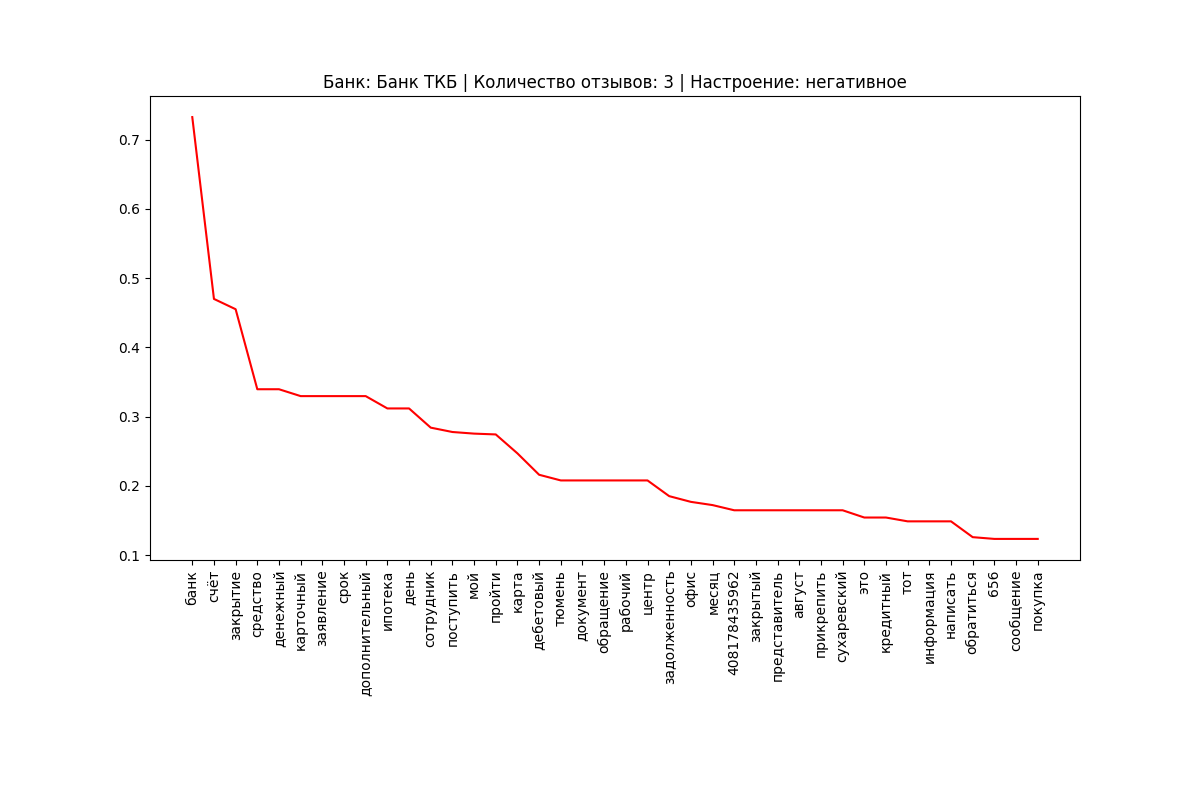 Банк: Банк ТКБ | Количество отзывов: 3 | Настроение: негативное
0.7
0.6
0.5
0.4
0.3
0.2
0.1
банк
счёт
закрытие
средство
денежный
карточный
заявление
срок
дополнительный
ипотека
день
сотрудник
поступить
мой
пройти
карта
дебетовый
тюмень
документ
обращение
рабочий
центр
задолженность
офис
месяц
408178435962
закрытый
представитель
август
прикрепить
сухаревский
это
кредитный
тот
информация
написать
обратиться
656
сообщение
покупка